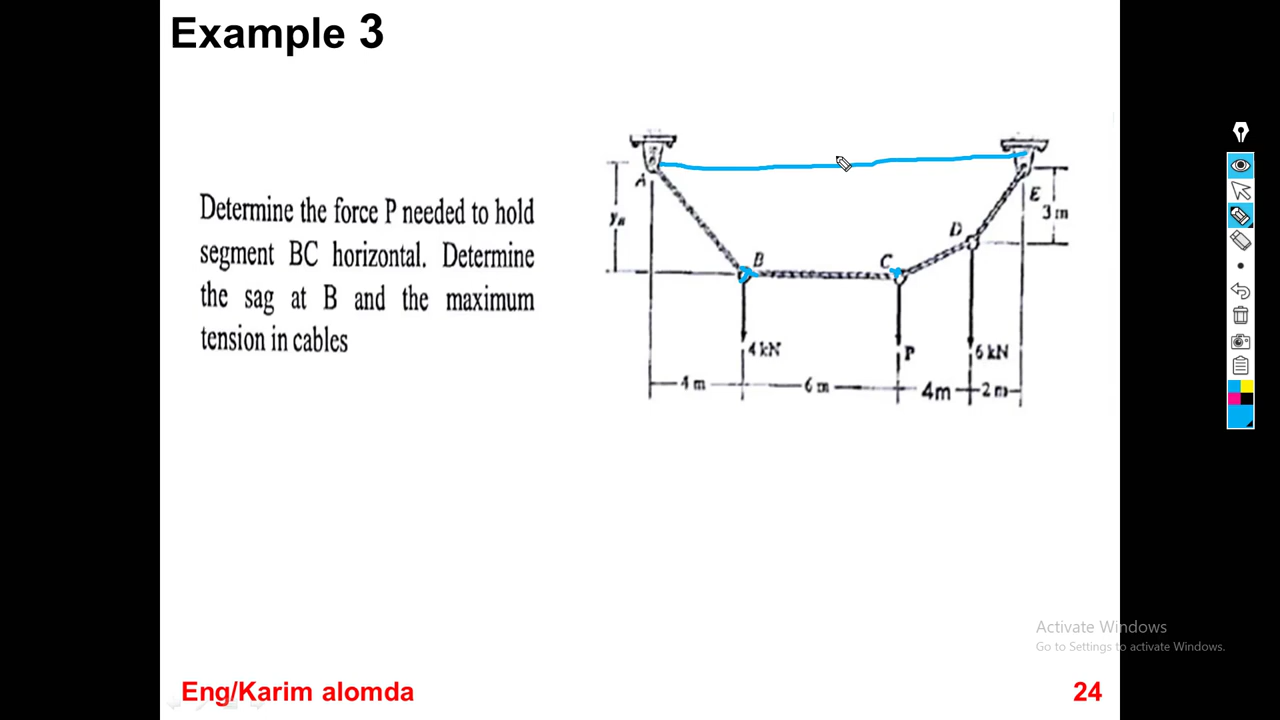 Example 3
Determine the force P needed to hold
segment BC horizontal. Determine
the sag at B and the maximum
tension in cables
A
E
3 m
D
B
C
4 kN
P
6 kN
4 m
6 m
4m
2 m
Activate Windows
Go to Settings to activate Windows.
Eng/Karim alomda
24